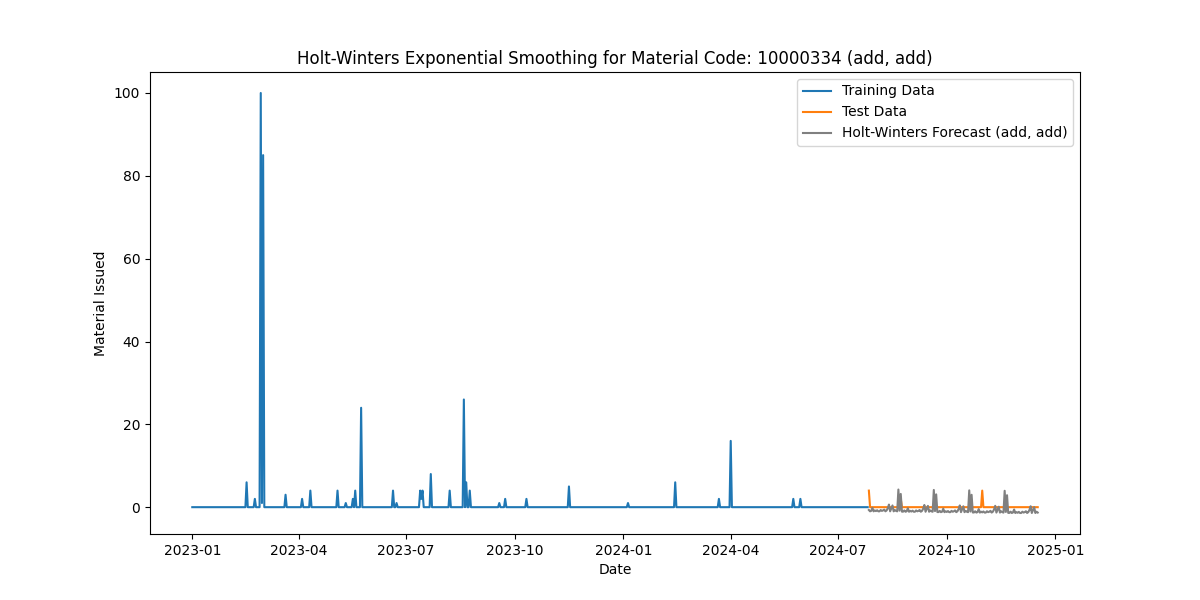 Holt-Winters Exponential Smoothing for Material Code: 10000334 (add, add)
Training Data
Test Data
Holt-Winters Forecast (add, add)
Material Issued
100
80
60
40
20
0
2023-01
2023-04
2023-07
2023-10
2024-01
2024-04
2024-07
2024-10
2025-01
Date